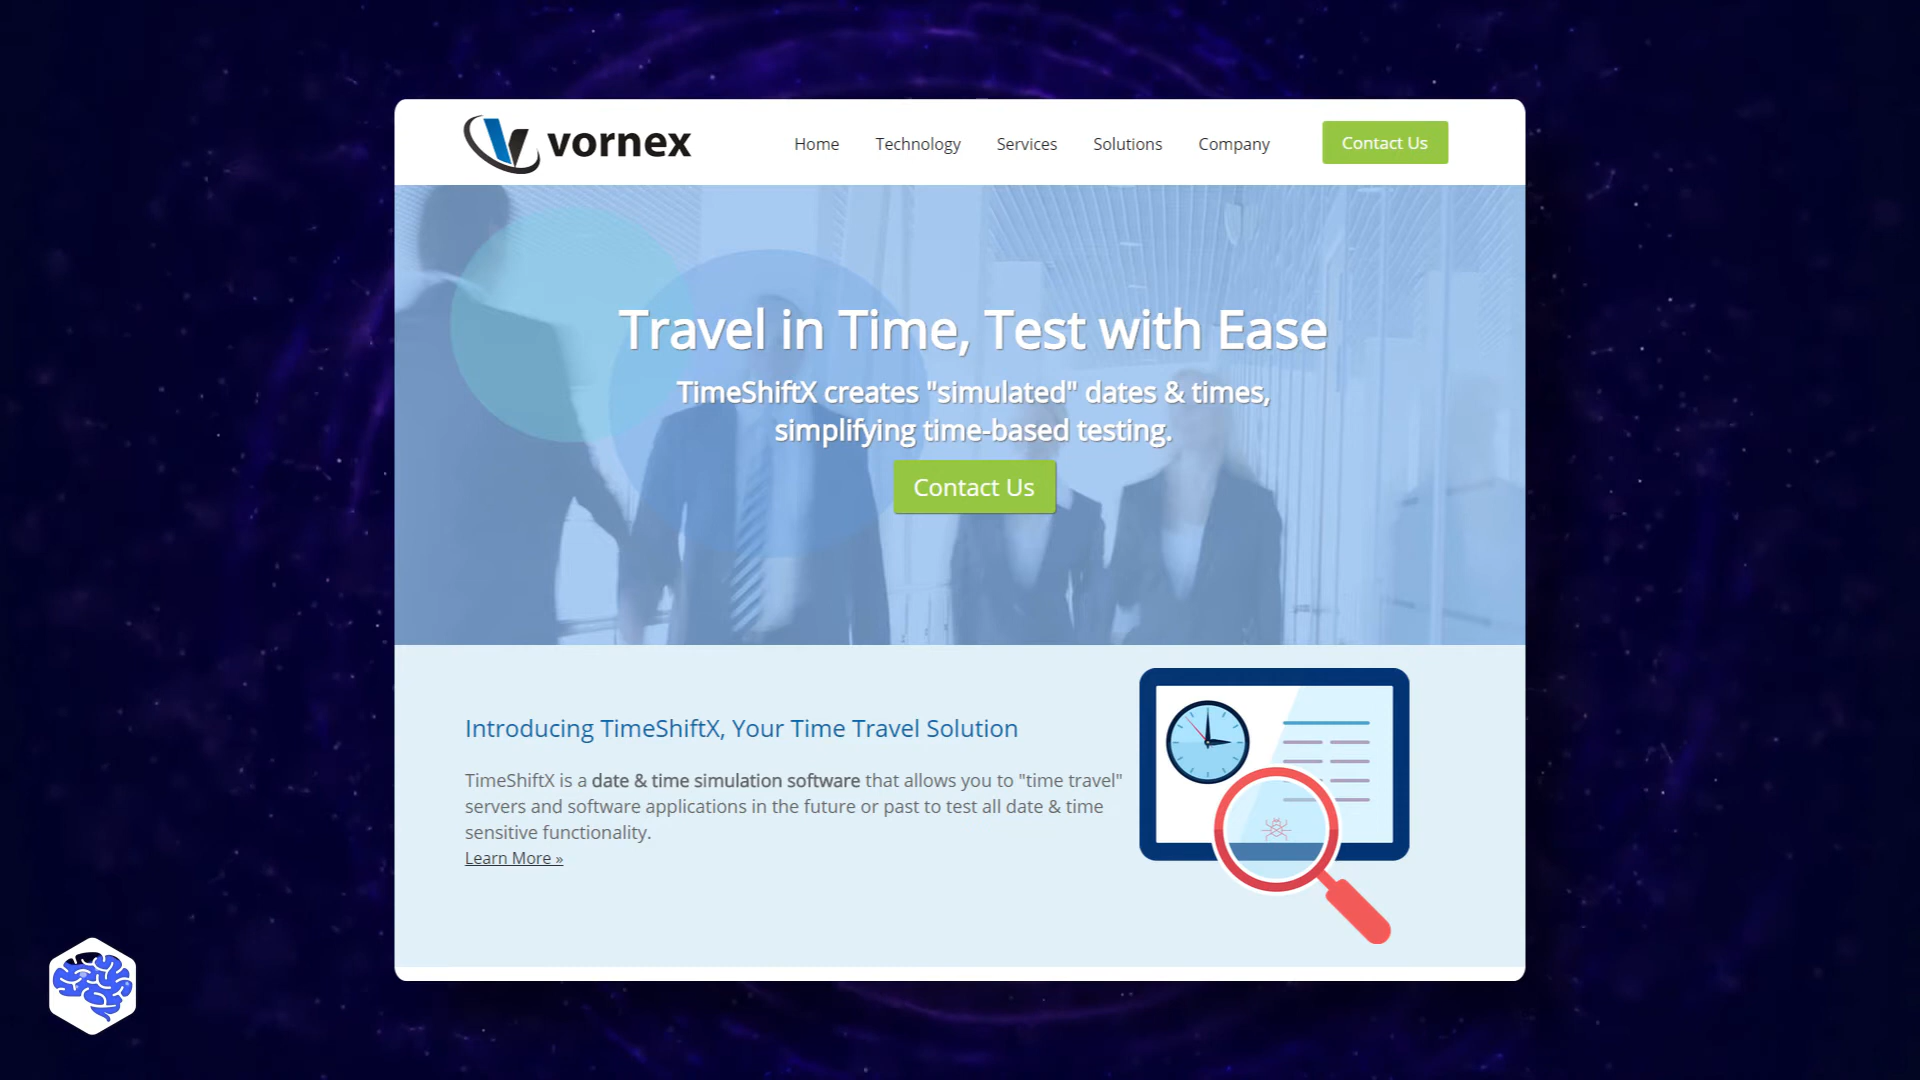 vornex
Home Technology Services Solutions Company Contact Us
Travel in Time, Test with Ease
TimeShiftX creates "simulated" dates & times,
simplifying time-based testing.
Contact Us
Introducing TimeShiftX, Your Time Travel Solution
TimeShiftX is a date & time simulation software that allows you to "time travel"
servers and software applications in the future or past to test all date & time
sensitive functionality.
Learn More »